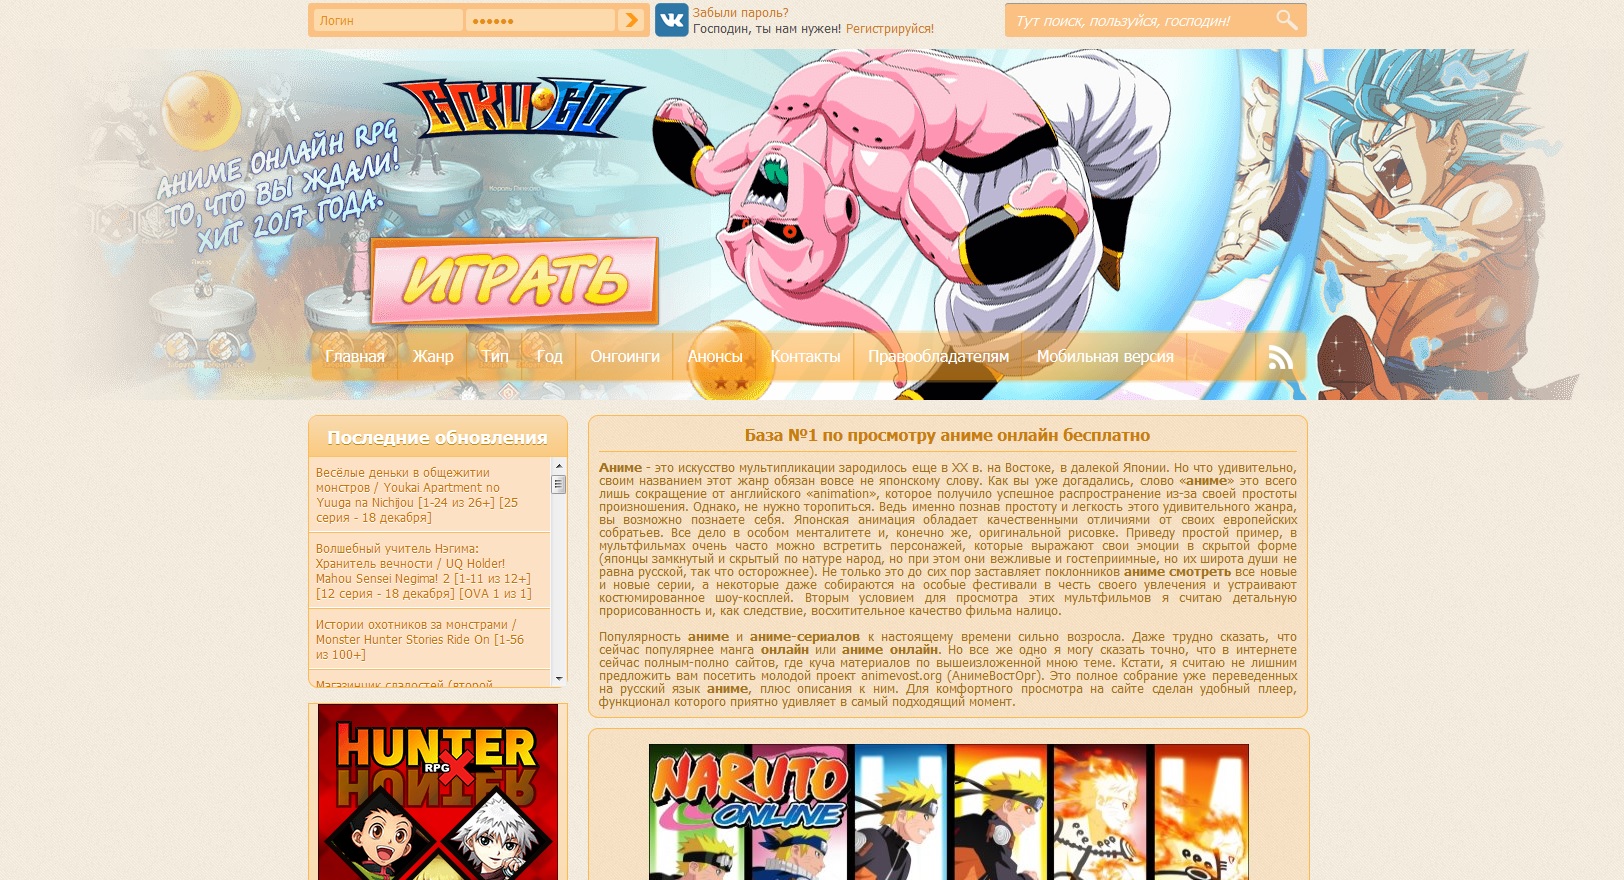 Логин
••••••
Забыли пароль?
Господин, ты нам нужен! Регистрируйся!
Тут поиск, пользуйся, господин!
GOKU GO
АНИМЕ ОНЛАЙН RPG
ТО, ЧТО ВЫ ЖДАЛИ!
ХИТ 2017 ГОДА.
ИГРАТЬ
Главная Жанр Тип Год Онгоинги Анонсы Контакты Правообладателям Мобильная версия
Последние обновления
Весёлые деньки в общежитии
монстров / Youkai Apartment no
Yuuga na Nichijou [1-24 из 26+] [25
серия - 18 декабря]
Волшебный учитель Нэгима:
Хранитель вечности / UQ Holder!
Mahou Sensei Negima! 2 [1-11 из 12+]
[12 серия - 18 декабря] [OVA 1 из 1]
Истории охотников за монстрами /
Monster Hunter Stories Ride On [1-56
из 100+]
Магазинчик сладостей (второй
HUNTER
RPG
База №1 по просмотру аниме онлайн бесплатно
Аниме - это искусство мультипликации зародилось еще в XX в. на Востоке, в далекой Японии. Но что удивительно,
своим названием этот жанр обязан вовсе не японскому слову. Как вы уже догадались, слово «аниме» это всего
лишь сокращение от английского «animation», которое получило успешное распространение из-за своей простоты
произношения. Однако, не нужно торопиться. Ведь именно познав простоту и легкость этого удивительного жанра,
вы возможно познаете себя. Японская анимация обладает качественными отличиями от своих европейских
собратьев. Все дело в особом менталитете и, конечно же, оригинальной рисовке. Приведу простой пример, в
мультфильмах очень часто можно встретить персонажей, которые выражают свои эмоции в скрытой форме
(японцы замкнутый и скрытый по натуре народ, но при этом они вежливые и гостеприимные, но их широта души не
равна русской, так что осторожнее). Не только это до сих пор заставляет поклонников аниме смотреть все новые
и новые серии, а некоторые даже собираются на особые фестивали в честь своего увлечения и устраивают
костюмированное шоу-косплей. Вторым условием для просмотра этих мультфильмов я считаю детальную
прорисованность и, как следствие, восхитительное качество фильма налицо.
Популярность аниме и аниме-сериалов к настоящему времени сильно возросла. Даже трудно сказать, что
сейчас популярнее манга онлайн или аниме онлайн. Но все же одно я могу сказать точно, что в интернете
сейчас полным-полно сайтов, где куча материалов по вышеизложенной мною теме. Кстати, я считаю не лишним
предложить вам посетить молодой проект animevost.org (АнимеВостОрг). Это полное собрание уже переведенных
на русский язык аниме, плюс описания к ним. Для комфортного просмотра на сайте сделан удобный плеер,
функционал которого приятно удивляет в самый подходящий момент.
NARUTO
ONLINE